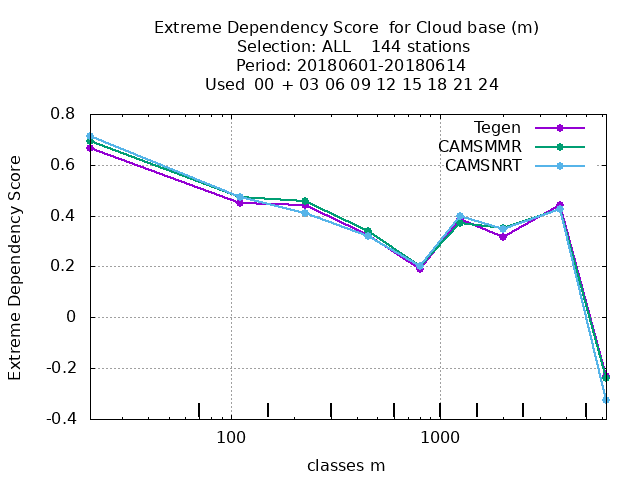 Extreme Dependency Score  for Cloud base (m)
Selection: ALL    144 stations
Period: 20180601-20180614
Used  00 + 03 06 09 12 15 18 21 24
Tegen
CAMSMMR
CAMSNRT
Extreme Dependency Score
0.8
0.6
0.4
0.2
0
-0.2
-0.4
100
1000
classes m